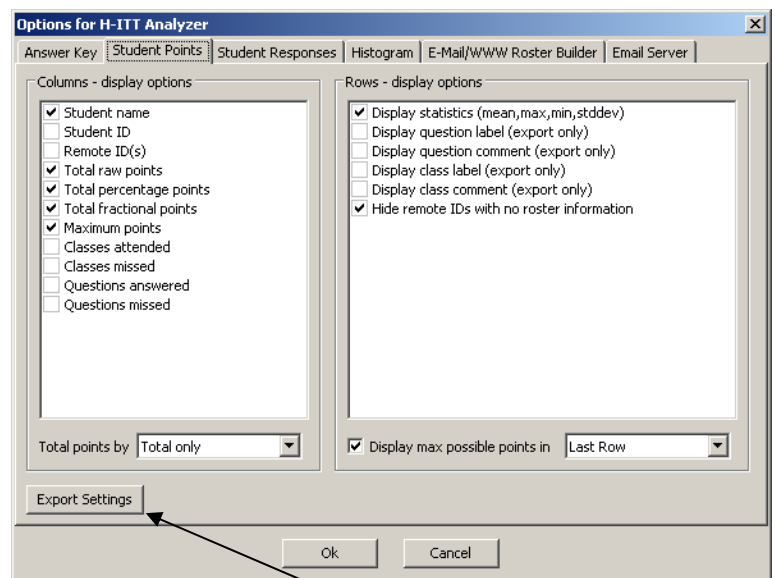 Options for H-ITT Analyzer
Answer Key Student Points Student Responses Histogram E-Mail/WWW Roster Builder Email Server
Columns - display options
Student name
Student ID
Remote ID(s)
Total raw points
Total percentage points
Total fractional points
Maximum points
Classes attended
Classes missed
Questions answered
Questions missed
Total points by Total only
Rows - display options
Display statistics (mean,max,min,stddev)
Display question label (export only)
Display question comment (export only)
Display class label (export only)
Display class comment (export only)
Hide remote IDs with no roster information
Display max possible points in Last Row
Export Settings
Ok Cancel